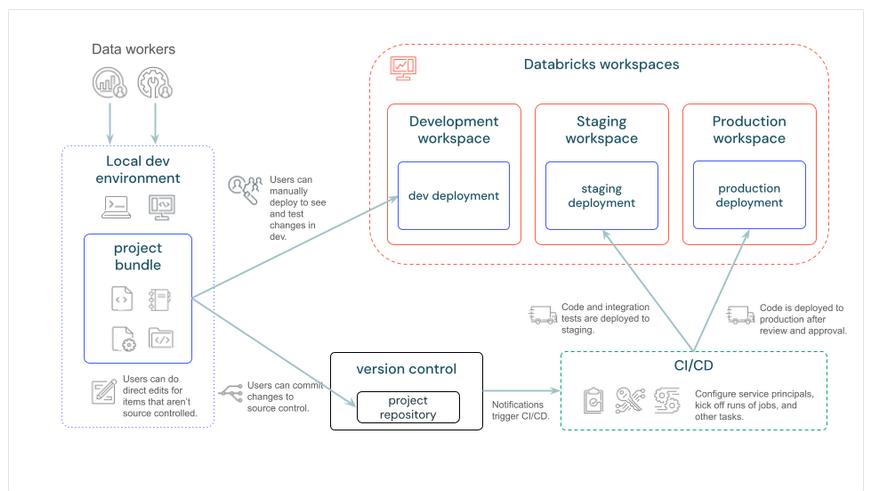 Data workers
Databricks workspaces
Development
workspace
Staging
workspace
Production
workspace
dev deployment
staging
deployment
production
deployment
Local dev
environment
project
bundle
Users can
manually
deploy to see
and test
changes in
dev.
Users can do
direct edits for
items that aren't
source controlled.
Users can commit
changes to
source control.
version control
project
repository
Notifications
trigger CI/CD.
Code and integration
tests are deployed to
staging.
Code is deployed to
production after
review and approval.
CI/CD
Configure service principals,
kick off runs of jobs, and
other tasks.